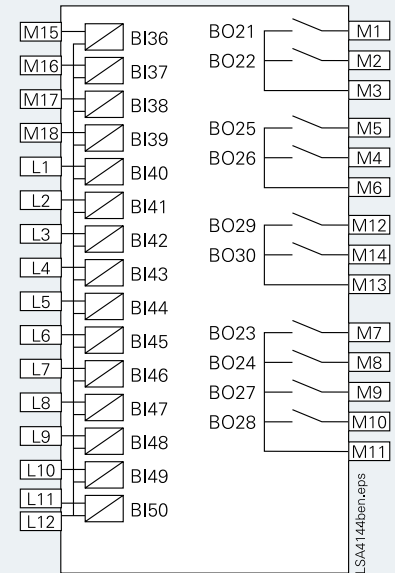 M15 BI36 BO21 M1
M16 BI37 BO22 M2
M17 BI38 M3
M18 BI39 BO25 M5
L1 BI40 BO26 M4
L2 BI41 M6
L3 BI42 BO29 M12
L4 BI43 BO30 M14
L5 BI44 M13
L6 BI45 BO23 M7
L7 BI46 BO24 M8
L8 BI47 BO27 M9
L9 BI48 BO28 M10
L10 BI49 M11
L11 BI50
L12
LSA4144ben.eps